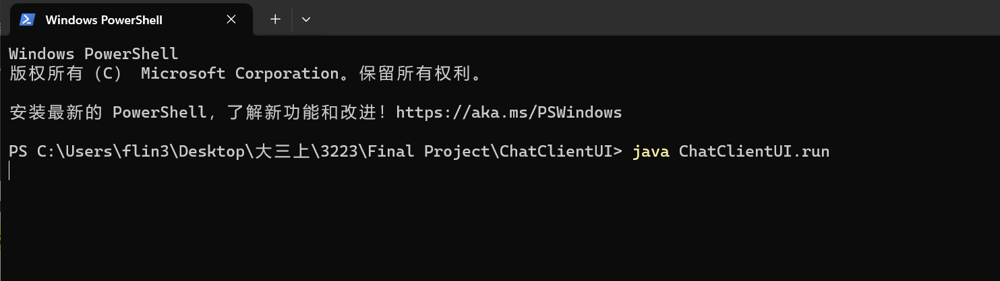 Windows PowerShell
Windows PowerShell
版权所有（C） Microsoft Corporation。保留所有权利。
安装最新的 PowerShell，了解新功能和改进！https://aka.ms/PSWindows
PS C:\Users\flin3\Desktop\大三上\3223\Final Project\ChatClientUI> java ChatClientUI.run